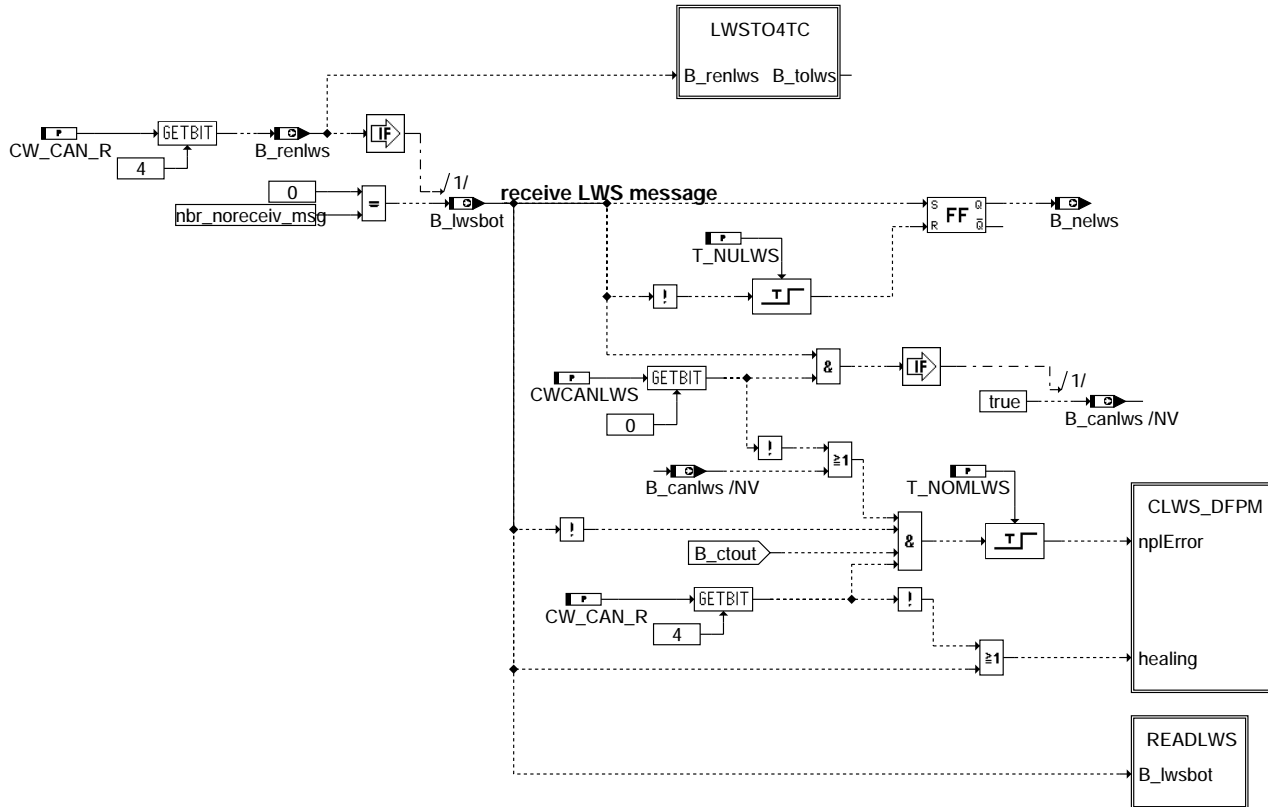 LWSTO4TC
B_renlws B_tolws
P
CW_CAN_R
GETBIT
4
B_renlws
IF
/1/
0
nbr_noreceiv_msg
=
B_lwsbot
receive LWS message
S Q
FF
R Q
B_nelws
P
T_NULWS
!
T
P
CWCANLWS
GETBIT
0
&
IF
/1/
true
B_canlws /NV
!
≧1
B_canlws /NV
P
T_NOMLWS
!
B_ctout
&
T
CLWS_DFPM
nplError
P
CW_CAN_R
GETBIT
4
!
≧1
healing
READLWS
B_lwsbot